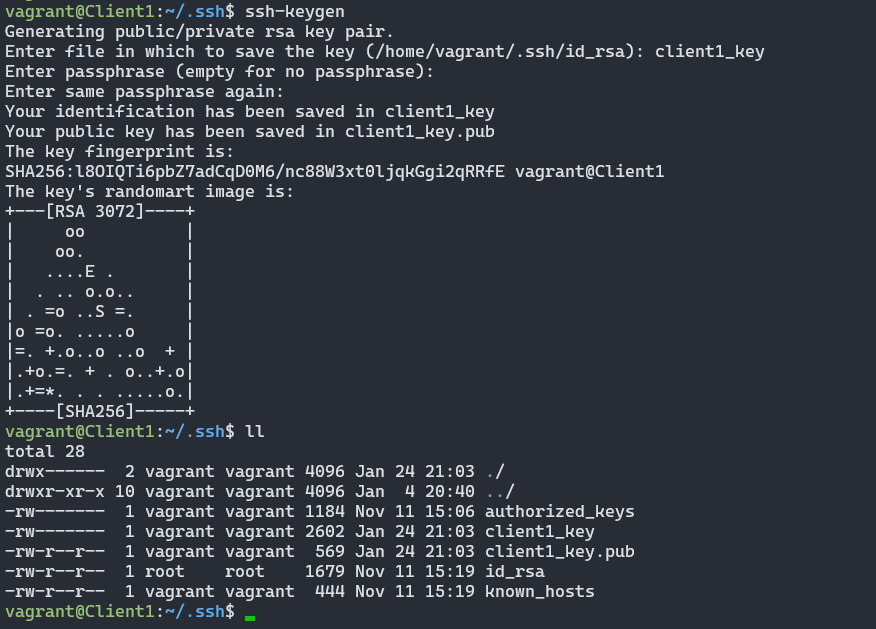 vagrant@Client1:~/.ssh$ ssh-keygen
Generating public/private rsa key pair.
Enter file in which to save the key (/home/vagrant/.ssh/id_rsa): client1_key
Enter passphrase (empty for no passphrase):
Enter same passphrase again:
Your identification has been saved in client1_key
Your public key has been saved in client1_key.pub
The key fingerprint is:
SHA256:l8OIQTi6pbZ7adCqD0M6/nc88W3xt0ljqkGgi2qRRfE vagrant@Client1
The key's randomart image is:
+---[RSA 3072]----+
|     oo          |
|    oo.          |
|   ....E .       |
|  . .. o.o..     |
| . =o ..S =.     |
|o =o. .....o     |
|=. +.o..o ..o  + |
|.+o.=. + . o..+.o|
|.+=*. . . .....o.|
+----[SHA256]-----+
vagrant@Client1:~/.ssh$ ll
total 28
drwx------  2 vagrant vagrant 4096 Jan 24 21:03 ./
drwxr-xr-x 10 vagrant vagrant 4096 Jan  4 20:40 ../
-rw-------  1 vagrant vagrant 1184 Nov 11 15:06 authorized_keys
-rw-------  1 vagrant vagrant 2602 Jan 24 21:03 client1_key
-rw-r--r--  1 vagrant vagrant  569 Jan 24 21:03 client1_key.pub
-rw-r--r--  1 root    root    1679 Nov 11 15:19 id_rsa
-rw-r--r--  1 vagrant vagrant  444 Nov 11 15:19 known_hosts
vagrant@Client1:~/.ssh$